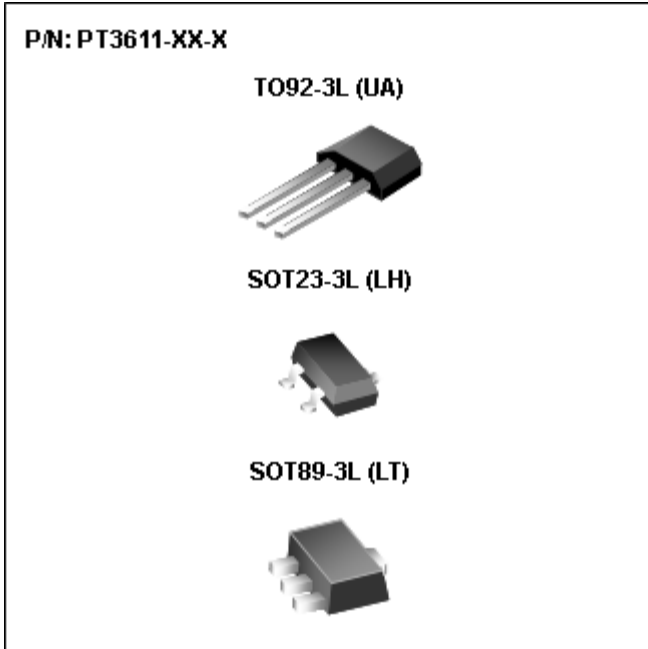 P/N: PT3611-XX-X
TO92-3L (UA)
SOT23-3L (LH)
SOT89-3L (LT)